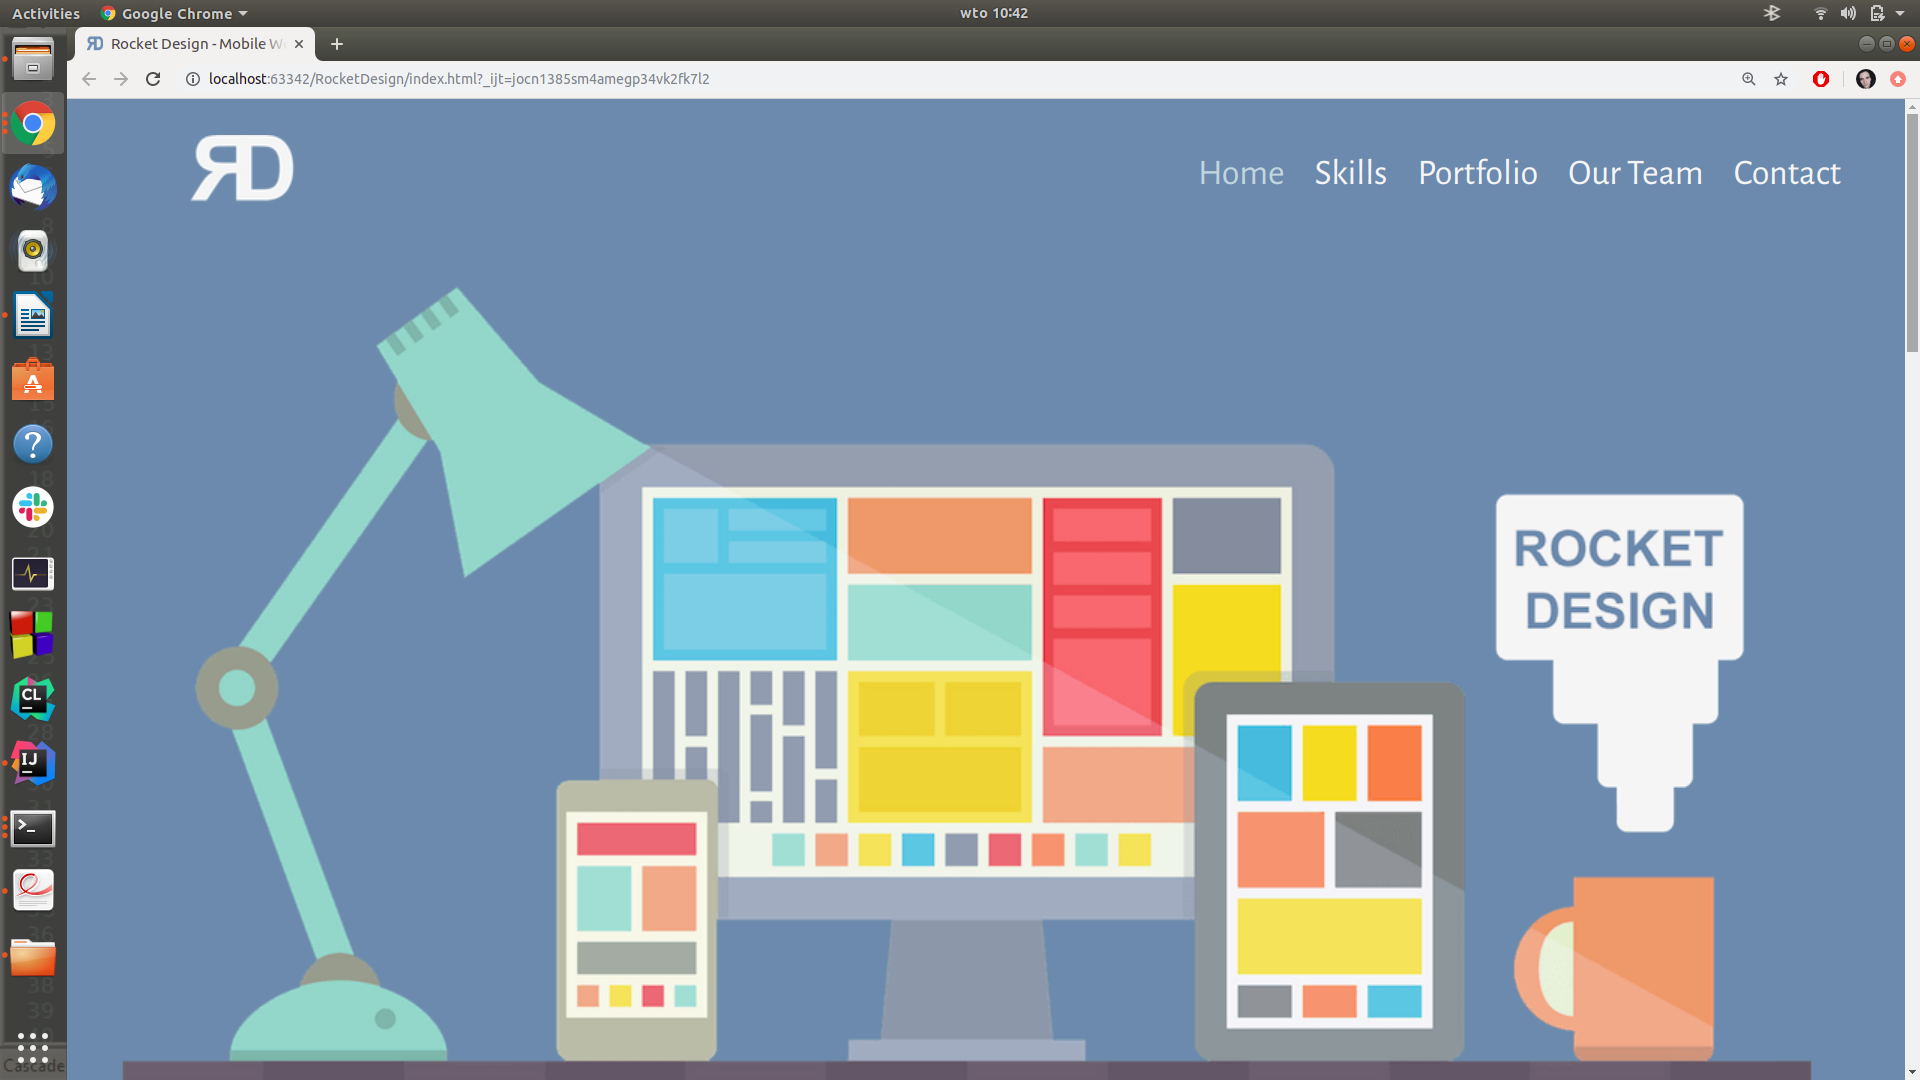 Activities
Google Chrome
wto 10:42
Rocket Design - Mobile W
localhost:63342/RocketDesign/index.html?_ijt=jocn1385sm4amegp34vk2fk7l2
RD
Home
Skills
Portfolio
Our Team
Contact
ROCKET
DESIGN
CL
IJ
Cascade